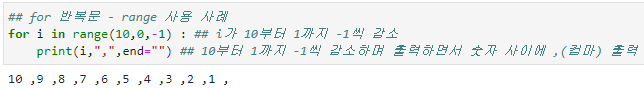 ## for 반복문 - range 사용 사례
for i in range(10,0,-1) : ## i가 10부터 1까지 -1씩 감소
    print(i,",",end="") ## 10부터 1까지 -1씩 감소하며 출력하면서 숫자 사이에 ,(컴마) 출력
10 ,9 ,8 ,7 ,6 ,5 ,4 ,3 ,2 ,1 ,